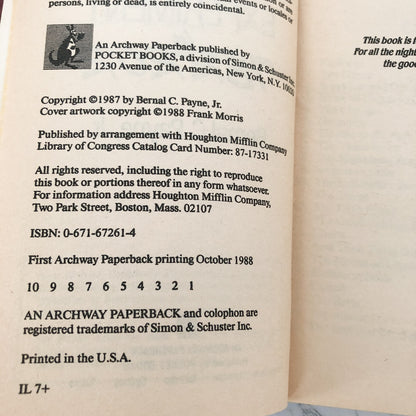 persons, living or dead, is entirely coincidental.
An Archway Paperback published by
POCKET BOOKS, a division of Simon & Schuster Inc.
1230 Avenue of the Americas, New York, N.Y. 10020
Copyright ©1987 by Bernal C. Payne, Jr.
Cover artwork copyright ©1988 Frank Morris
Published by arrangement with Houghton Mifflin Company
Library of Congress Catalog Card Number: 87-17331
All rights reserved, including the right to reproduce
this book or portions thereof in any form whatsoever.
For information address Houghton Mifflin Company,
Two Park Street, Boston, Mass. 02107
ISBN: 0-671-67261-4
First Archway Paperback printing October 1988
10 9 8 7 6 5 4 3 2 1
AN ARCHWAY PAPERBACK and colophon are
registered trademarks of Simon & Schuster Inc.
Printed in the U.S.A.
IL 7+
This book is
For all the
the